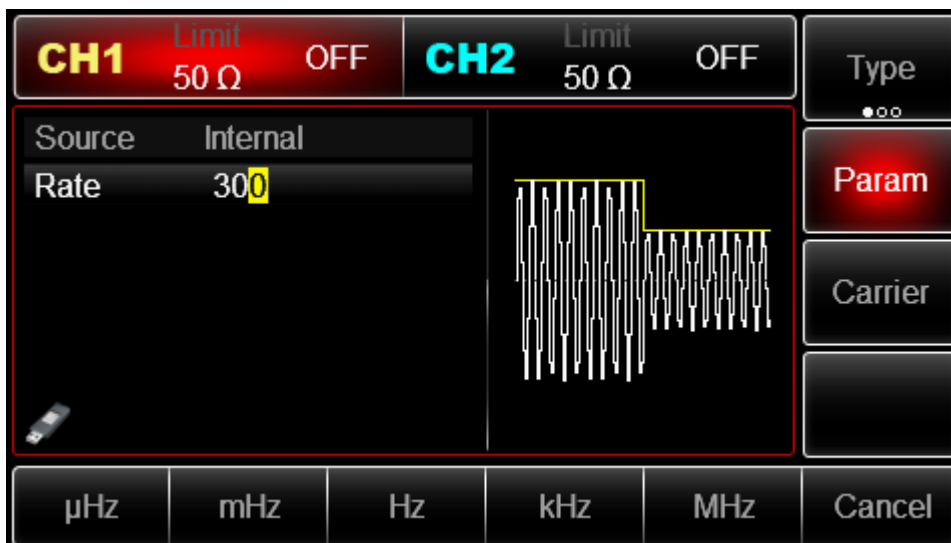 CH1 Limit 50 Ω OFF CH2 Limit 50 Ω OFF
Type
Source Internal
Rate 300
Param
Carrier
µHz mHz Hz kHz MHz Cancel